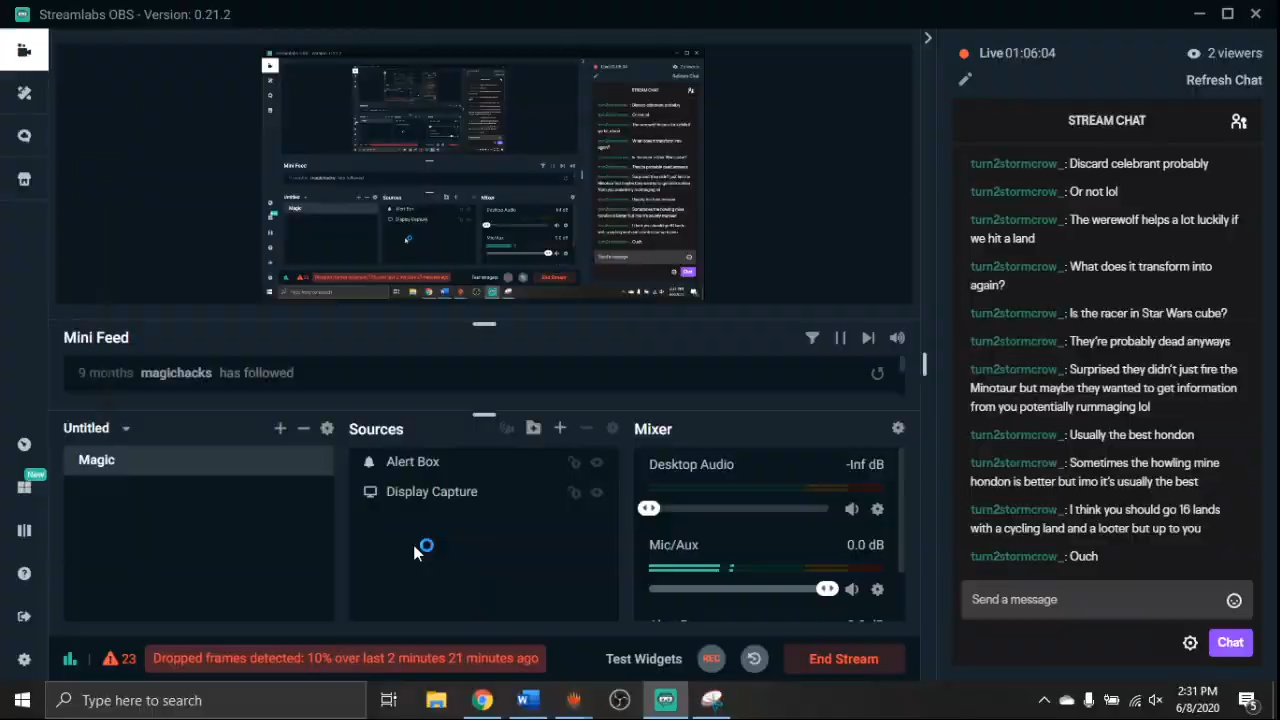 Streamlabs OBS - Version: 0.21.2
Live 01:06:04
2 viewers
Refresh Chat
STREAM CHAT
turn2stormcrow_: Discern celebrant probably
turn2stormcrow_: Or not lol
turn2stormcrow_: The werewolf helps a lot luckily if
we hit a land
turn2stormcrow_: What does it transform into
again?
turn2stormcrow_: Is the racer in Star Wars cube?
turn2stormcrow_: They're probably dead anyways
turn2stormcrow_: Surprised they didn't just fire the
Minotaur but maybe they wanted to get information
from you potentially rummaging lol
turn2stormcrow_: Usually the best hondon
turn2stormcrow_: Sometimes the howling mine
hondon is better but imo it's usually the best
turn2stormcrow_: I think you should go 16 lands
with a cycling land and a looter but up to you
turn2stormcrow_: Ouch
Send a message
Chat
Mini Feed
9 months magichacks has followed
Untitled
Magic
Sources
Alert Box
Display Capture
Mixer
Desktop Audio -Inf dB
Mic/Aux 0.0 dB
New
23 Dropped frames detected: 10% over last 2 minutes 21 minutes ago
Test Widgets
REC
End Stream
Type here to search
2:31 PM
6/8/2020
5